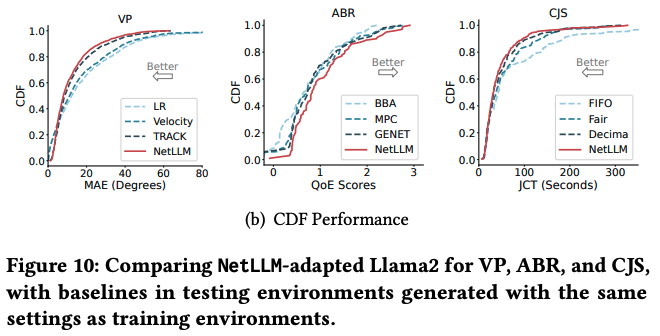 VP
CDF
1.0
0.8
0.6
0.4
0.2
0.0
Better
LR
Velocity
TRACK
NetLLM
0 20 40 60 80
MAE (Degrees)
ABR
CDF
1.0
0.8
0.6
0.4
0.2
0.0
Better
BBA
MPC
GENET
NetLLM
0 1 2 3
QoE Scores
CJS
CDF
1.0
0.8
0.6
0.4
0.2
0.0
Better
FIFO
Fair
Decima
NetLLM
0 100 200 300
JCT (Seconds)
(b) CDF Performance
Figure 10: Comparing NetLLM-adapted Llama2 for VP, ABR, and CJS,
with baselines in testing environments generated with the same
settings as training environments.